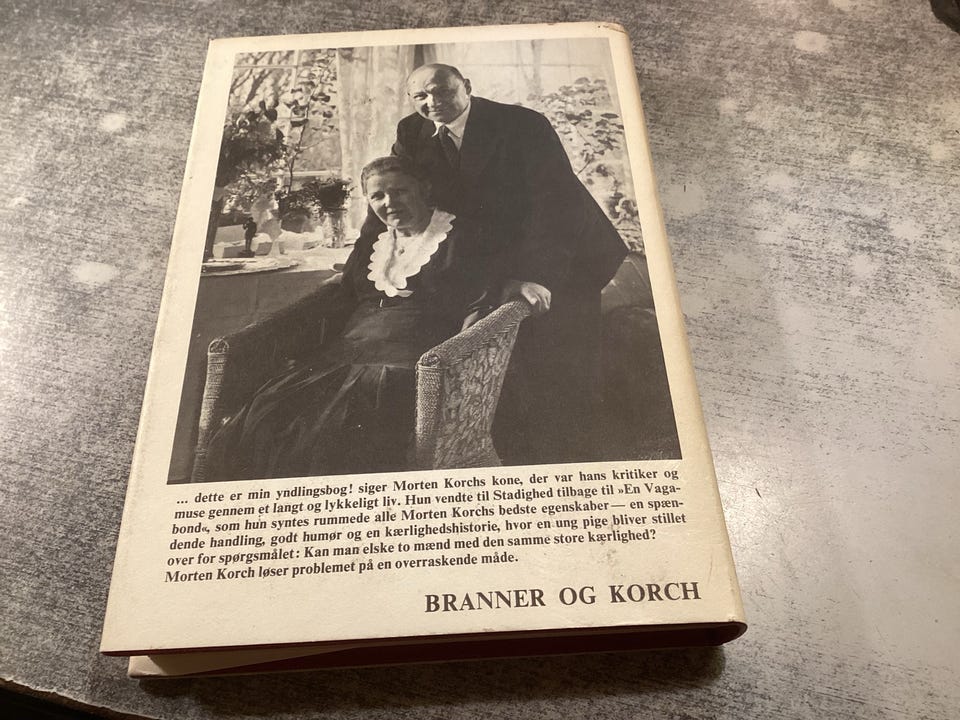 ... dette er min yndlingsbog! siger Morten Korchs kone, der var hans kritiker og
muse gennem et langt og lykkeligt liv. Hun vendte til Stadighed tilbage til »En Vaga-
bond«, som hun syntes rummede alle Morten Korchs bedste egenskaber — en spæn-
dende handling, godt humør og en kærlighedshistorie, hvor en ung pige bliver stillet
over for spørgsmålet: Kan man elske to mænd med den samme store kærlighed?
Morten Korch løser problemet på en overraskende måde.
BRANNER OG KORCH